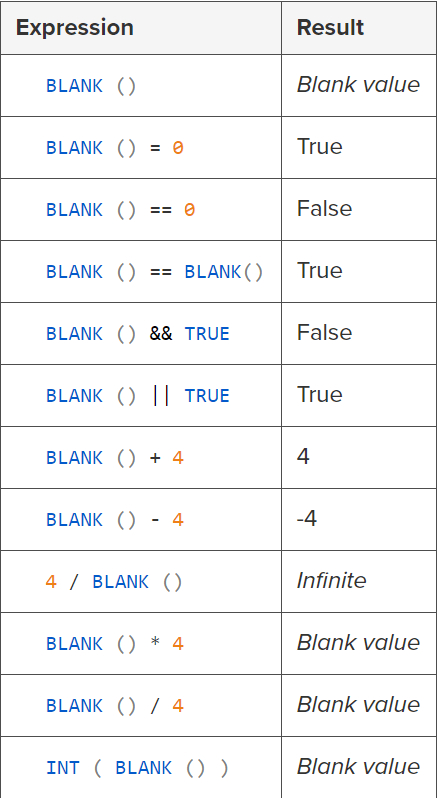 Expression Result
BLANK () Blank value
BLANK () = 0 True
BLANK () == 0 False
BLANK () == BLANK() True
BLANK () && TRUE False
BLANK () || TRUE True
BLANK () + 4 4
BLANK () - 4 -4
4 / BLANK () Infinite
BLANK () * 4 Blank value
BLANK () / 4 Blank value
INT ( BLANK () ) Blank value